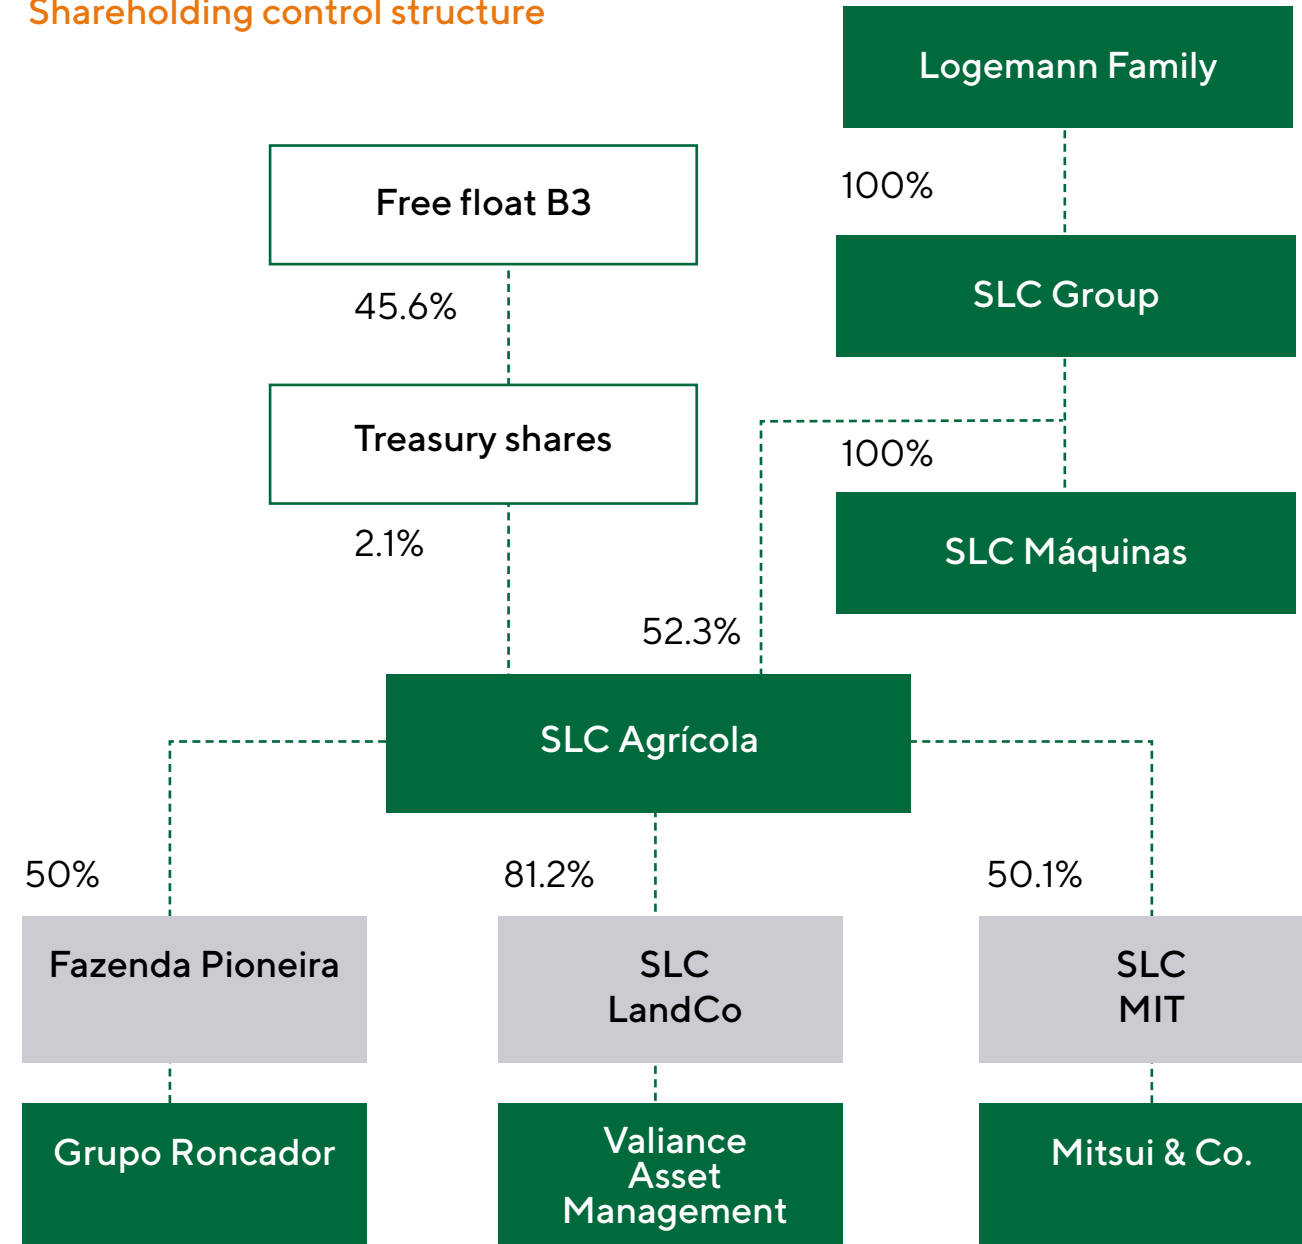 Shareholding control structure
Logemann Family
100%
Free float B3
45.6%
SLC Group
Treasury shares
100%
2.1%
SLC Máquinas
52.3%
SLC Agrícola
50%
81.2%
50.1%
Fazenda Pioneira
SLC
LandCo
SLC
MIT
Grupo Roncador
Valiance
Asset
Management
Mitsui & Co.